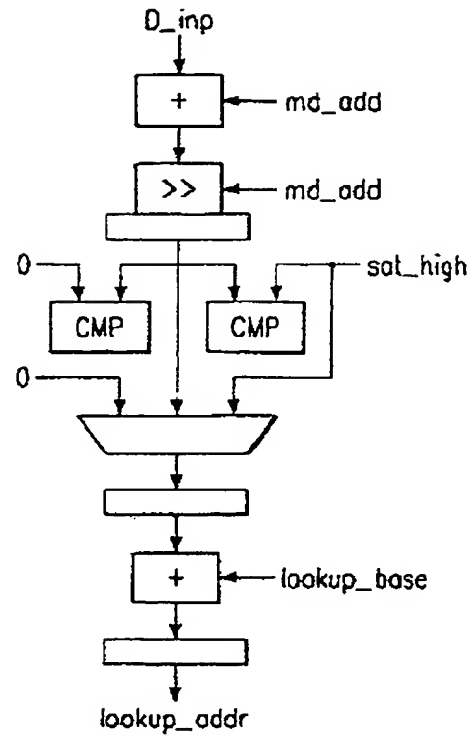 D_inp
+
md_add
>>
md_add
0
sat_high
CMP
CMP
0
+
lookup_base
lookup_addr